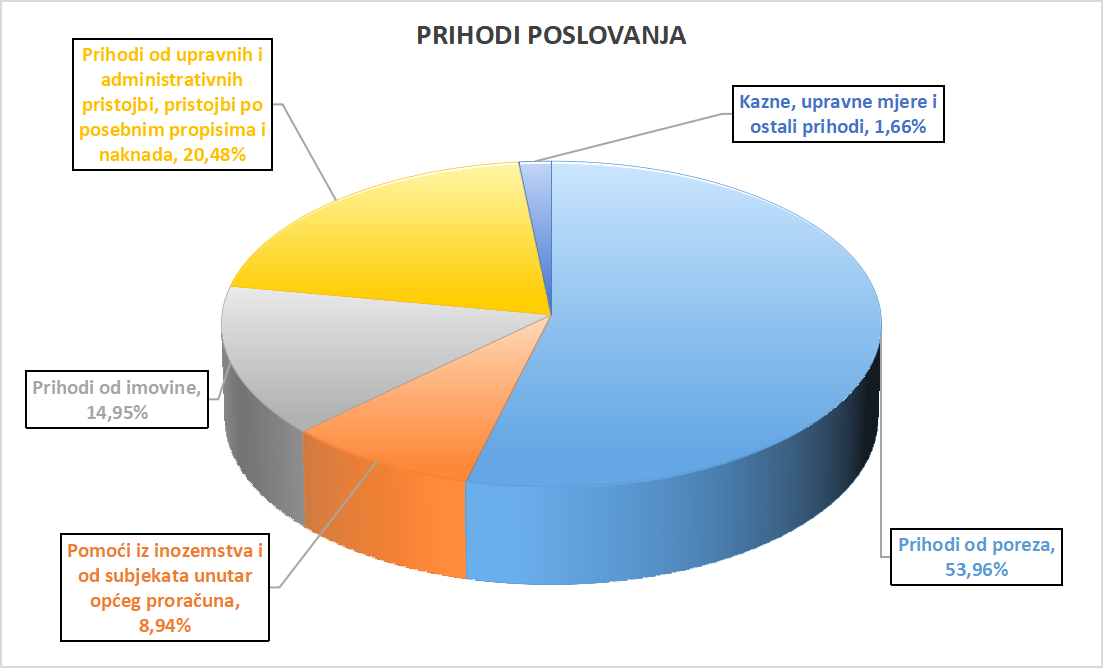 PRIHODI POSLOVANJA
Prihodi od upravnih i
administrativnih
pristojbi, pristojbi po
posebnim propisima i
naknada, 20,48%
Kazne, upravne mjere i
ostali prihodi, 1,66%
Prihodi od imovine,
14,95%
Pomoći iz inozemstva i
od subjekata unutar
općeg proračuna,
8,94%
Prihodi od poreza,
53,96%